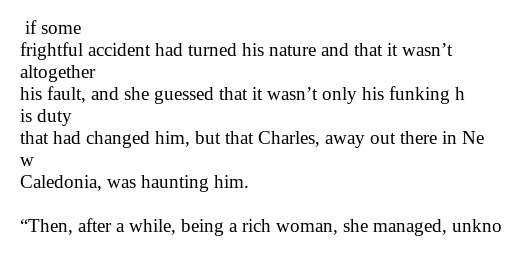 if some
frightful accident had turned his nature and that it wasn’t
altogether
his fault, and she guessed that it wasn’t only his funking h
is duty
that had changed him, but that Charles, away out there in Ne
w
Caledonia, was haunting him.

“Then, after a while, being a rich woman, she managed, unkno